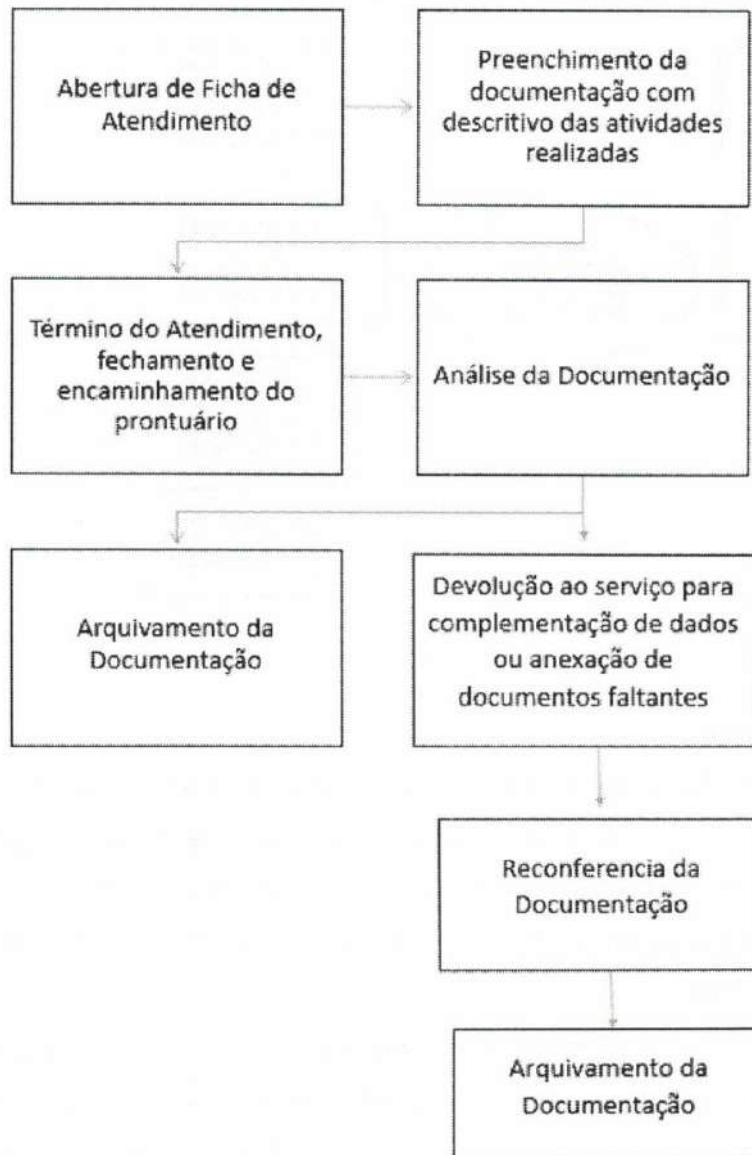 Abertura de Ficha de
Atendimento
Preenchimento da
documentação com
descritivo das atividades
realizadas
Término do Atendimento,
fechamento e
encaminhamento do
prontuário
Análise da Documentação
Arquivamento da
Documentação
Devolução ao serviço para
complementação de dados
ou anexação de
documentos faltantes
Reconferencia da
Documentação
Arquivamento da
Documentação